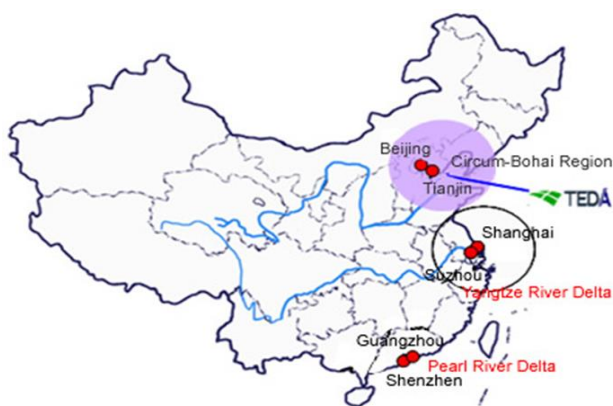 Beijing
Circum-Bohai Region
Tianjin
TEDA
Shanghai
Suzhou
Yangtze River Delta
Guangzhou
Pearl River Delta
Shenzhen